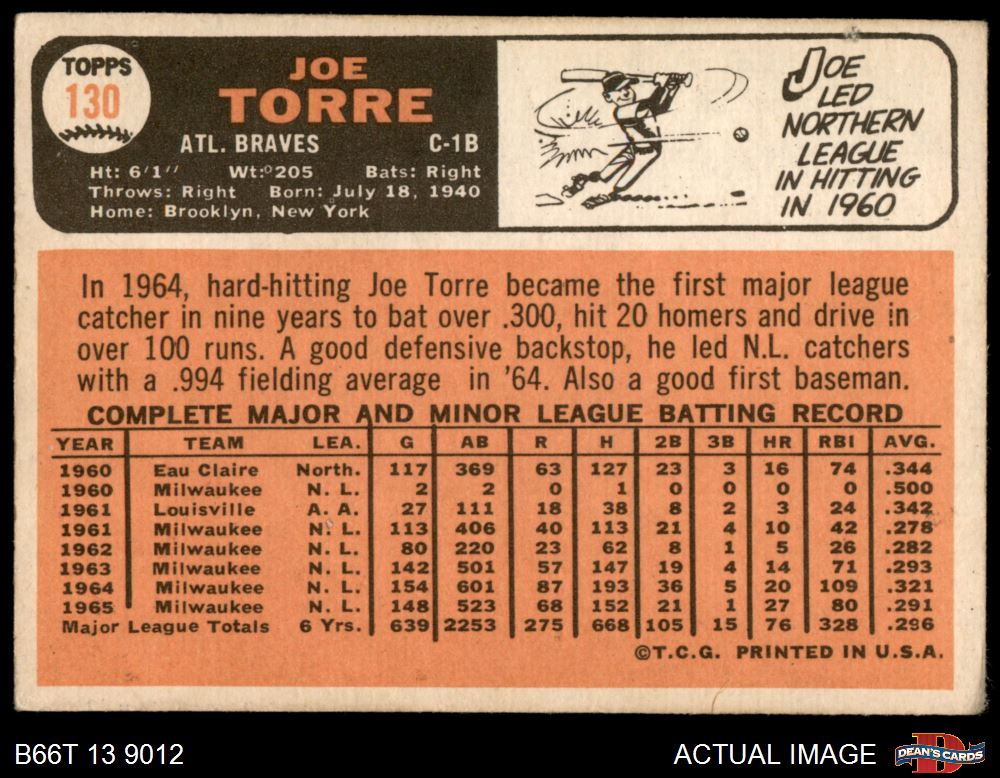 TOPPS
130
JOE
TORRE
ATL. BRAVES C-1B
Ht: 6'1" Wt: 205 Bats: Right
Throws: Right Born: July 18, 1940
Home: Brooklyn, New York
JOE
LED
NORTHERN
LEAGUE
IN HITTING
IN 1960
In 1964, hard-hitting Joe Torre became the first major league
catcher in nine years to bat over .300, hit 20 homers and drive in
over 100 runs. A good defensive backstop, he led N.L. catchers
with a .994 fielding average in '64. Also a good first baseman.
COMPLETE MAJOR AND MINOR LEAGUE BATTING RECORD
YEAR TEAM LEA. G AB R H 2B 3B HR RBI AVG.
1960 Eau Claire North. 117 369 63 127 23 3 16 74 .344
1960 Milwaukee N. L. 2 2 0 1 0 0 0 0 .500
1961 Louisville A. A. 27 111 18 38 8 2 3 24 .342
1961 Milwaukee N. L. 113 406 40 113 21 4 10 42 .278
1962 Milwaukee N. L. 80 220 23 62 8 1 5 26 .282
1963 Milwaukee N. L. 142 501 57 147 19 4 14 71 .293
1964 Milwaukee N. L. 154 601 87 193 36 5 20 109 .321
1965 Milwaukee N. L. 148 523 68 152 21 1 27 80 .291
Major League Totals 6 Yrs. 639 2253 275 668 105 15 76 328 .296
©T.C.G. PRINTED IN U.S.A.
B66T 13 9012 ACTUAL IMAGE DEAN'S CARDS